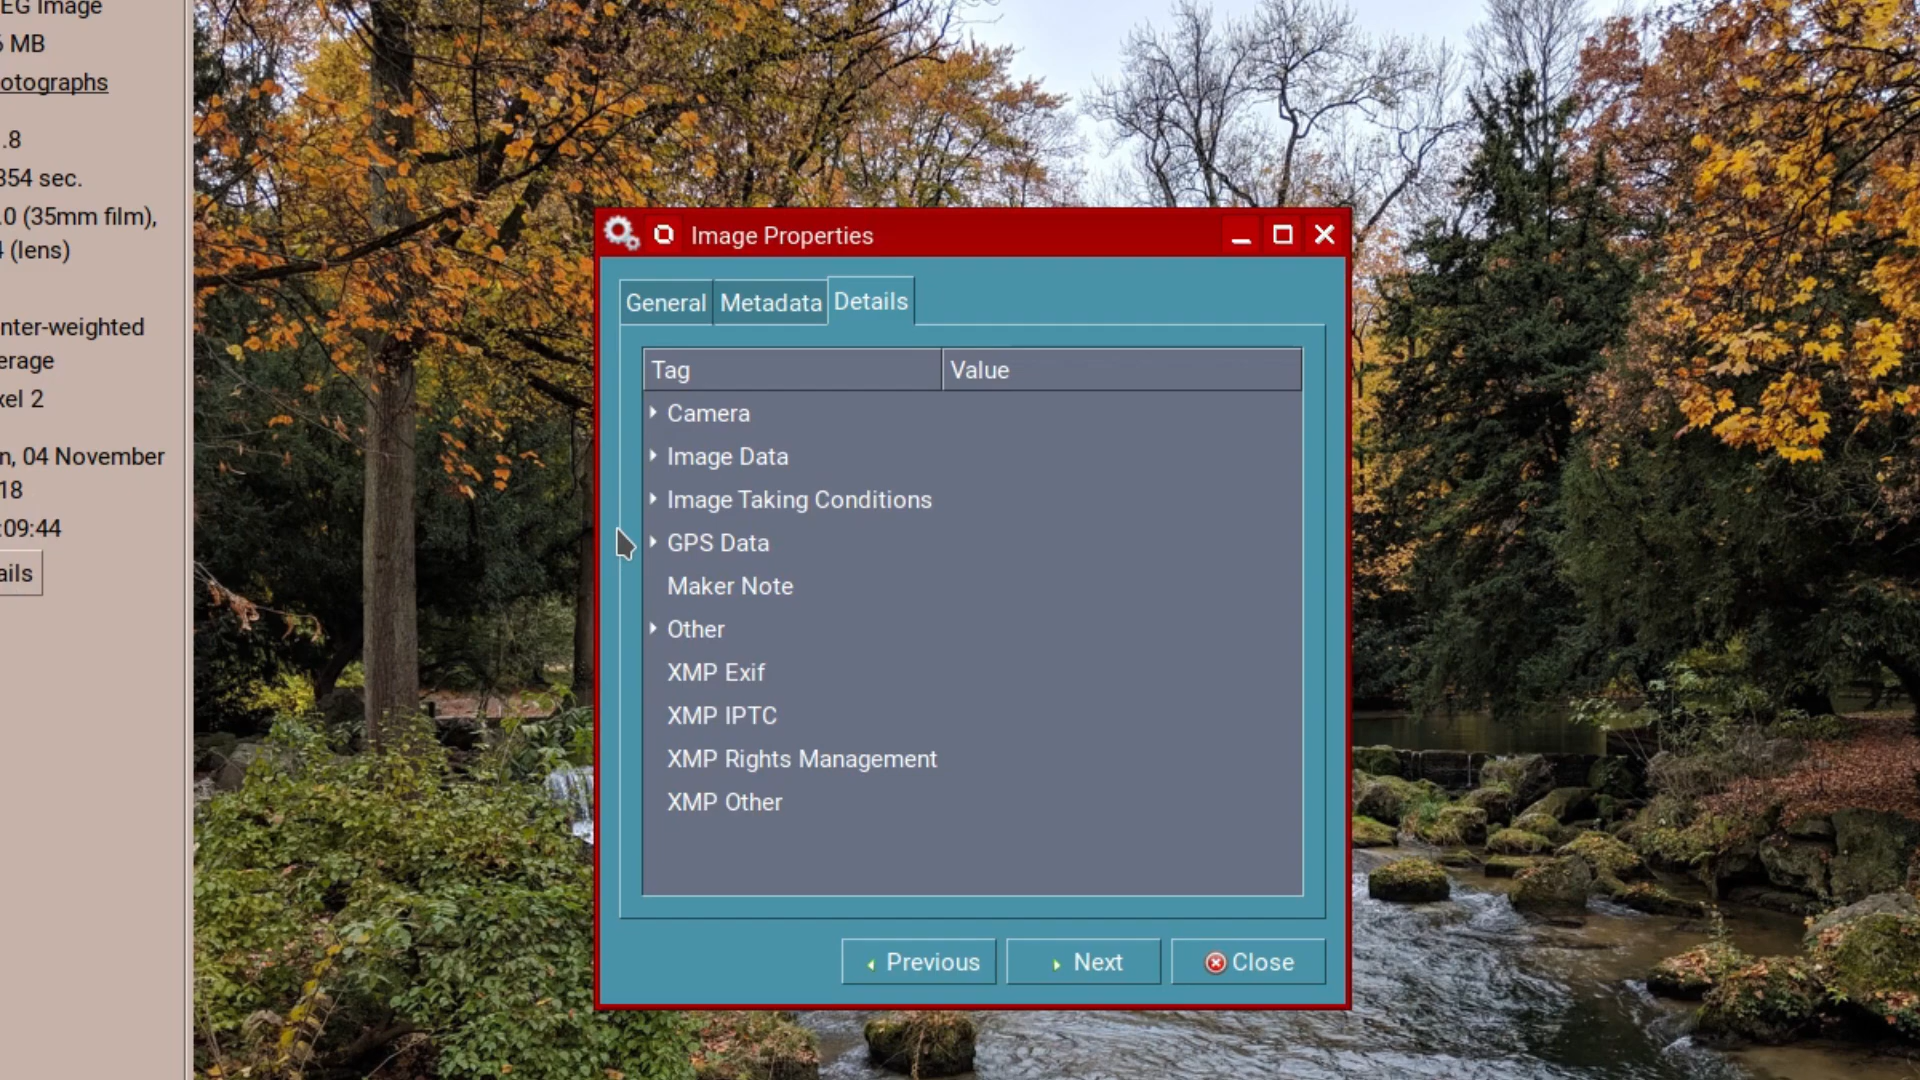 EG Image
MB
otographs
.8
354 sec.
.0 (35mm film),
(lens)
nter-weighted
erage
xel 2
n, 04 November
18
:09:44
ails
Image Properties
General Metadata Details
Tag Value
Camera
Image Data
Image Taking Conditions
GPS Data
Maker Note
Other
XMP Exif
XMP IPTC
XMP Rights Management
XMP Other
Previous Next Close